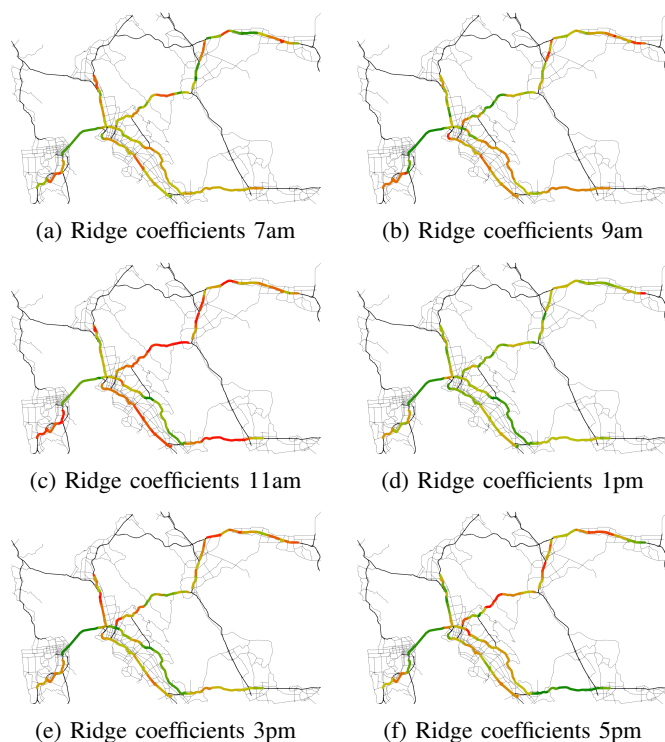 (a) Ridge coefficients 7am
(b) Ridge coefficients 9am
(c) Ridge coefficients 11am
(d) Ridge coefficients 1pm
(e) Ridge coefficients 3pm
(f) Ridge coefficients 5pm